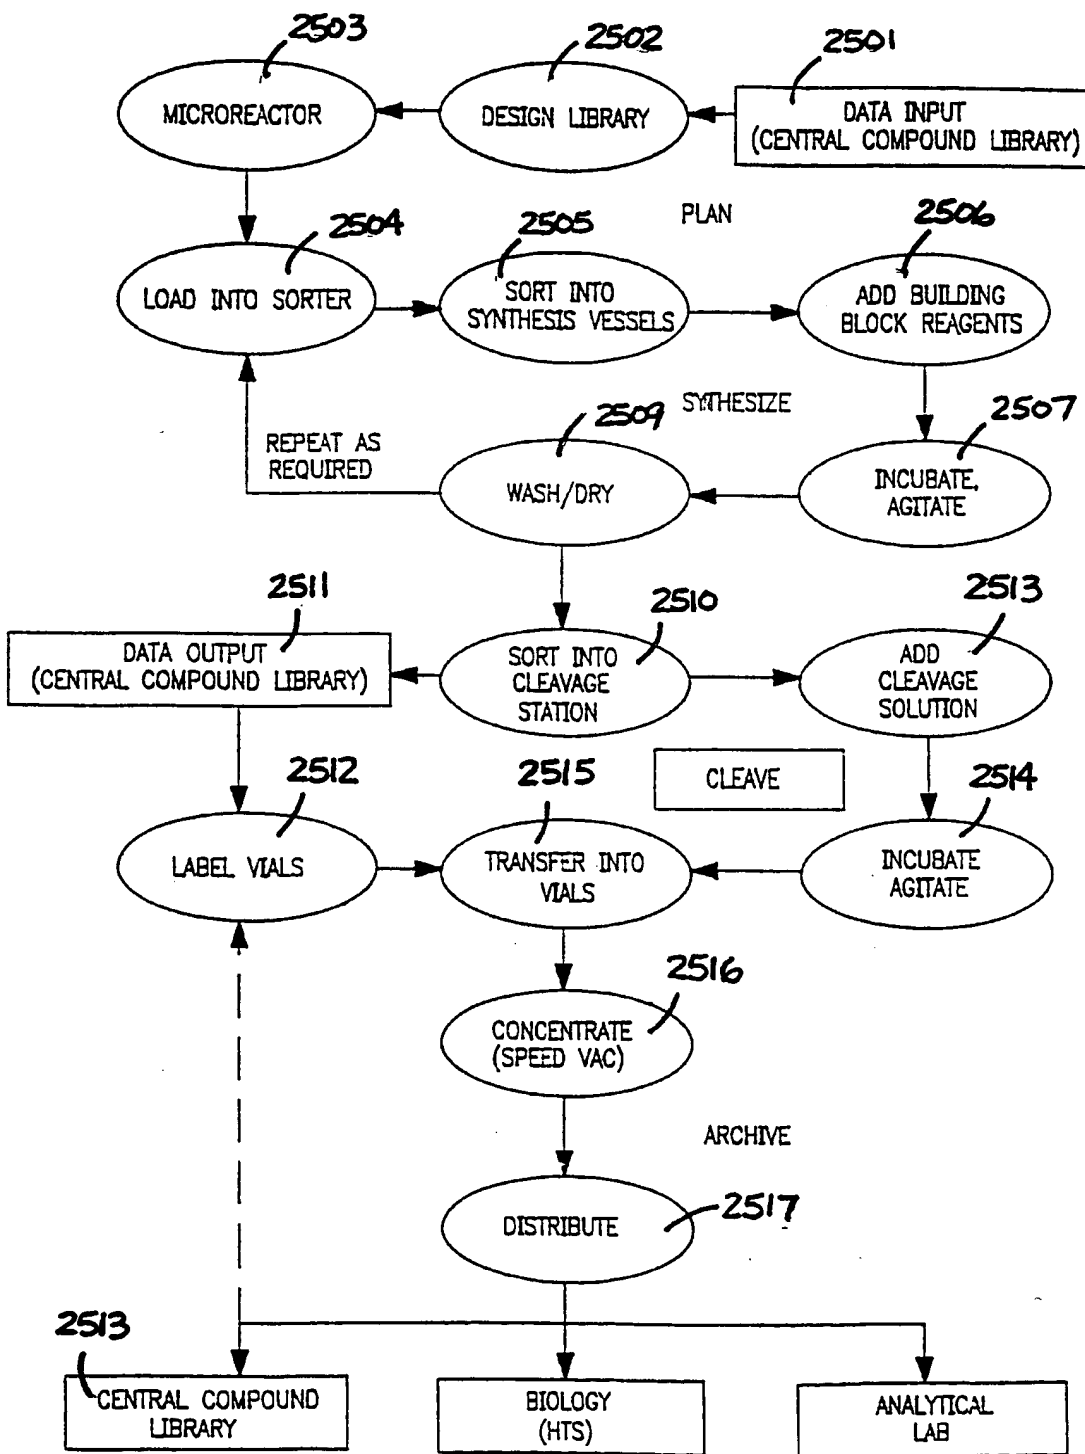 2503
2502
2501
MICROREACTOR
DESIGN LIBRARY
DATA INPUT
(CENTRAL COMPOUND LIBRARY)
PLAN
2504
2505
2506
LOAD INTO SORTER
SORT INTO
SYNTHESIS VESSELS
ADD BUILDING
BLOCK REAGENTS
SYTHESIZE
2509
2507
REPEAT AS
REQUIRED
WASH/DRY
INCUBATE,
AGITATE
2511
2510
2513
DATA OUTPUT
(CENTRAL COMPOUND LIBRARY)
SORT INTO
CLEAVAGE
STATION
ADD
CLEAVAGE
SOLUTION
2512
2515
CLEAVE
2514
LABEL VIALS
TRANSFER INTO
VIALS
INCUBATE
AGITATE
2516
CONCENTRATE
(SPEED VAC)
ARCHIVE
2517
DISTRIBUTE
2513
CENTRAL COMPOUND
LIBRARY
BIOLOGY
(HTS)
ANALYTICAL
LAB